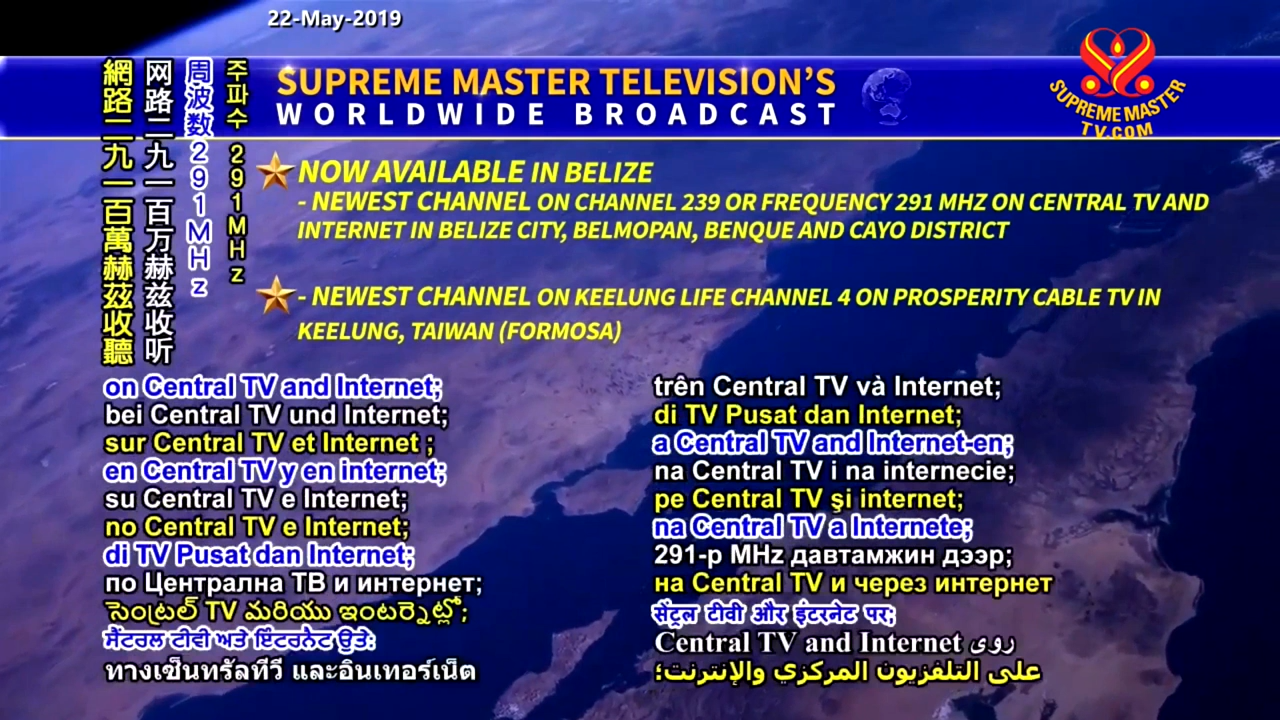 22-May-2019
SUPREME MASTER TELEVISION’S
WORLDWIDE BROADCAST
SUPREME MASTER
TV.COM
網路二九一百萬赫茲收聽
网路二九一百万赫兹收听
周波数291MHz
주파수 291MHz
NOW AVAILABLE IN BELIZE
- NEWEST CHANNEL ON CHANNEL 239 OR FREQUENCY 291 MHZ ON CENTRAL TV AND
INTERNET IN BELIZE CITY, BELMOPAN, BENQUE AND CAYO DISTRICT
- NEWEST CHANNEL ON KEELUNG LIFE CHANNEL 4 ON PROSPERITY CABLE TV IN
KEELUNG, TAIWAN (FORMOSA)
on Central TV and Internet;
bei Central TV und Internet;
sur Central TV et Internet ;
en Central TV y en internet;
su Central TV e Internet;
no Central TV e Internet;
di TV Pusat dan Internet;
по Централна ТВ и интернет;
సెంట్రల్ TV మరియు ఇంటర్నెట్లో;
ਸੈਂਟਰਲ ਟੀਵੀ ਅਤੇ ਇੰਟਰਨੇਟ ਉਤੇ:
ทางเซ็นทรัลทีวี และอินเทอร์เน็ต
trên Central TV và Internet;
di TV Pusat dan Internet;
a Central TV and Internet-en;
na Central TV i na internecie;
pe Central TV şi internet;
na Central TV a Internete;
291-р MHz давтамжин дээр;
на Central TV и через интернет
सेंट्रल टीवी और इंटरनेट पर;
روی Central TV and Internet
على التلفزيون المركزي والإنترنت؛